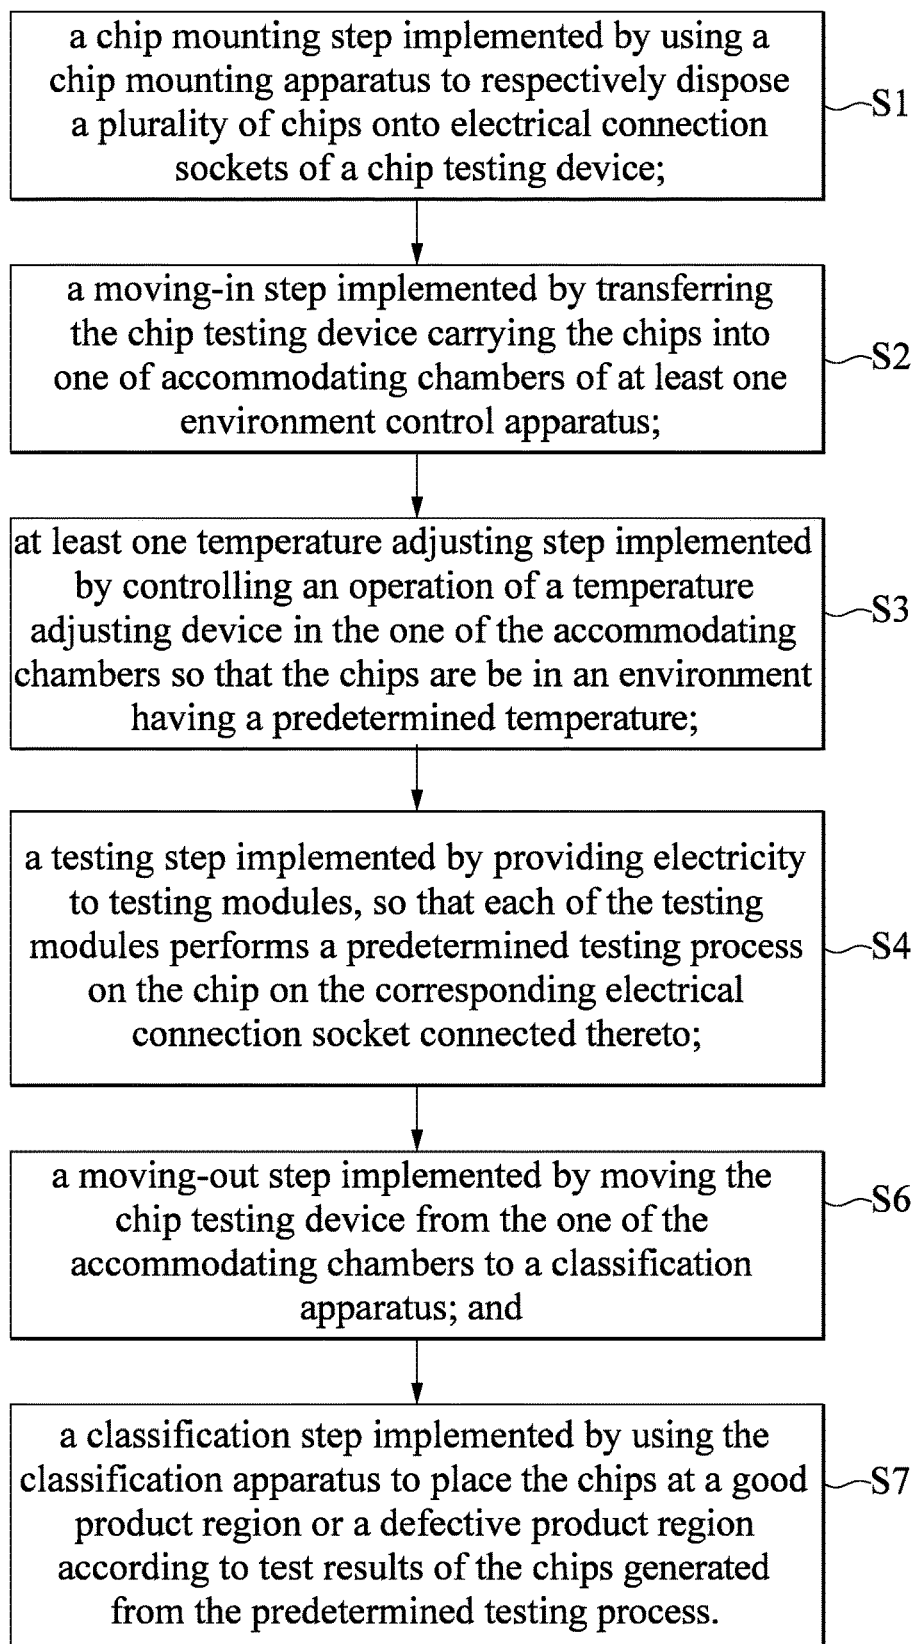 a chip mounting step implemented by using a
chip mounting apparatus to respectively dispose
a plurality of chips onto electrical connection
sockets of a chip testing device;
S1
a moving-in step implemented by transferring
the chip testing device carrying the chips into
one of accommodating chambers of at least one
environment control apparatus;
S2
at least one temperature adjusting step implemented
by controlling an operation of a temperature
adjusting device in the one of the accommodating
chambers so that the chips are be in an environment
having a predetermined temperature;
S3
a testing step implemented by providing electricity
to testing modules, so that each of the testing
modules performs a predetermined testing process
on the chip on the corresponding electrical
connection socket connected thereto;
S4
a moving-out step implemented by moving the
chip testing device from the one of the
accommodating chambers to a classification
apparatus; and
S6
a classification step implemented by using the
classification apparatus to place the chips at a good
product region or a defective product region
according to test results of the chips generated
from the predetermined testing process.
S7